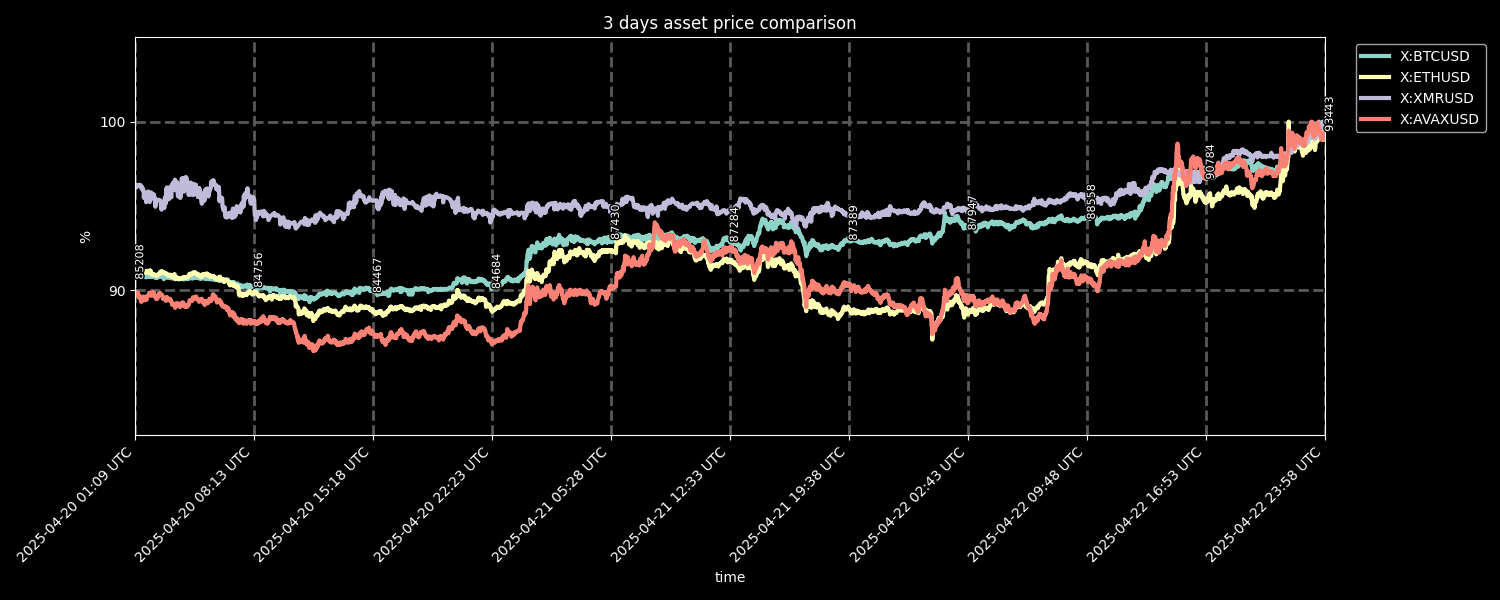 3 days asset price comparison
X:BTCUSD
X:ETHUSD
X:XMRUSD
X:AVAXUSD
100
90
%
85208
84756
84467
84684
87430
87284
87389
87947
88558
90784
93443
2025-04-20 01:09 UTC
2025-04-20 08:13 UTC
2025-04-20 15:18 UTC
2025-04-20 22:23 UTC
2025-04-21 05:28 UTC
2025-04-21 12:33 UTC
2025-04-21 19:38 UTC
2025-04-22 02:43 UTC
2025-04-22 09:48 UTC
2025-04-22 16:53 UTC
2025-04-22 23:58 UTC
time